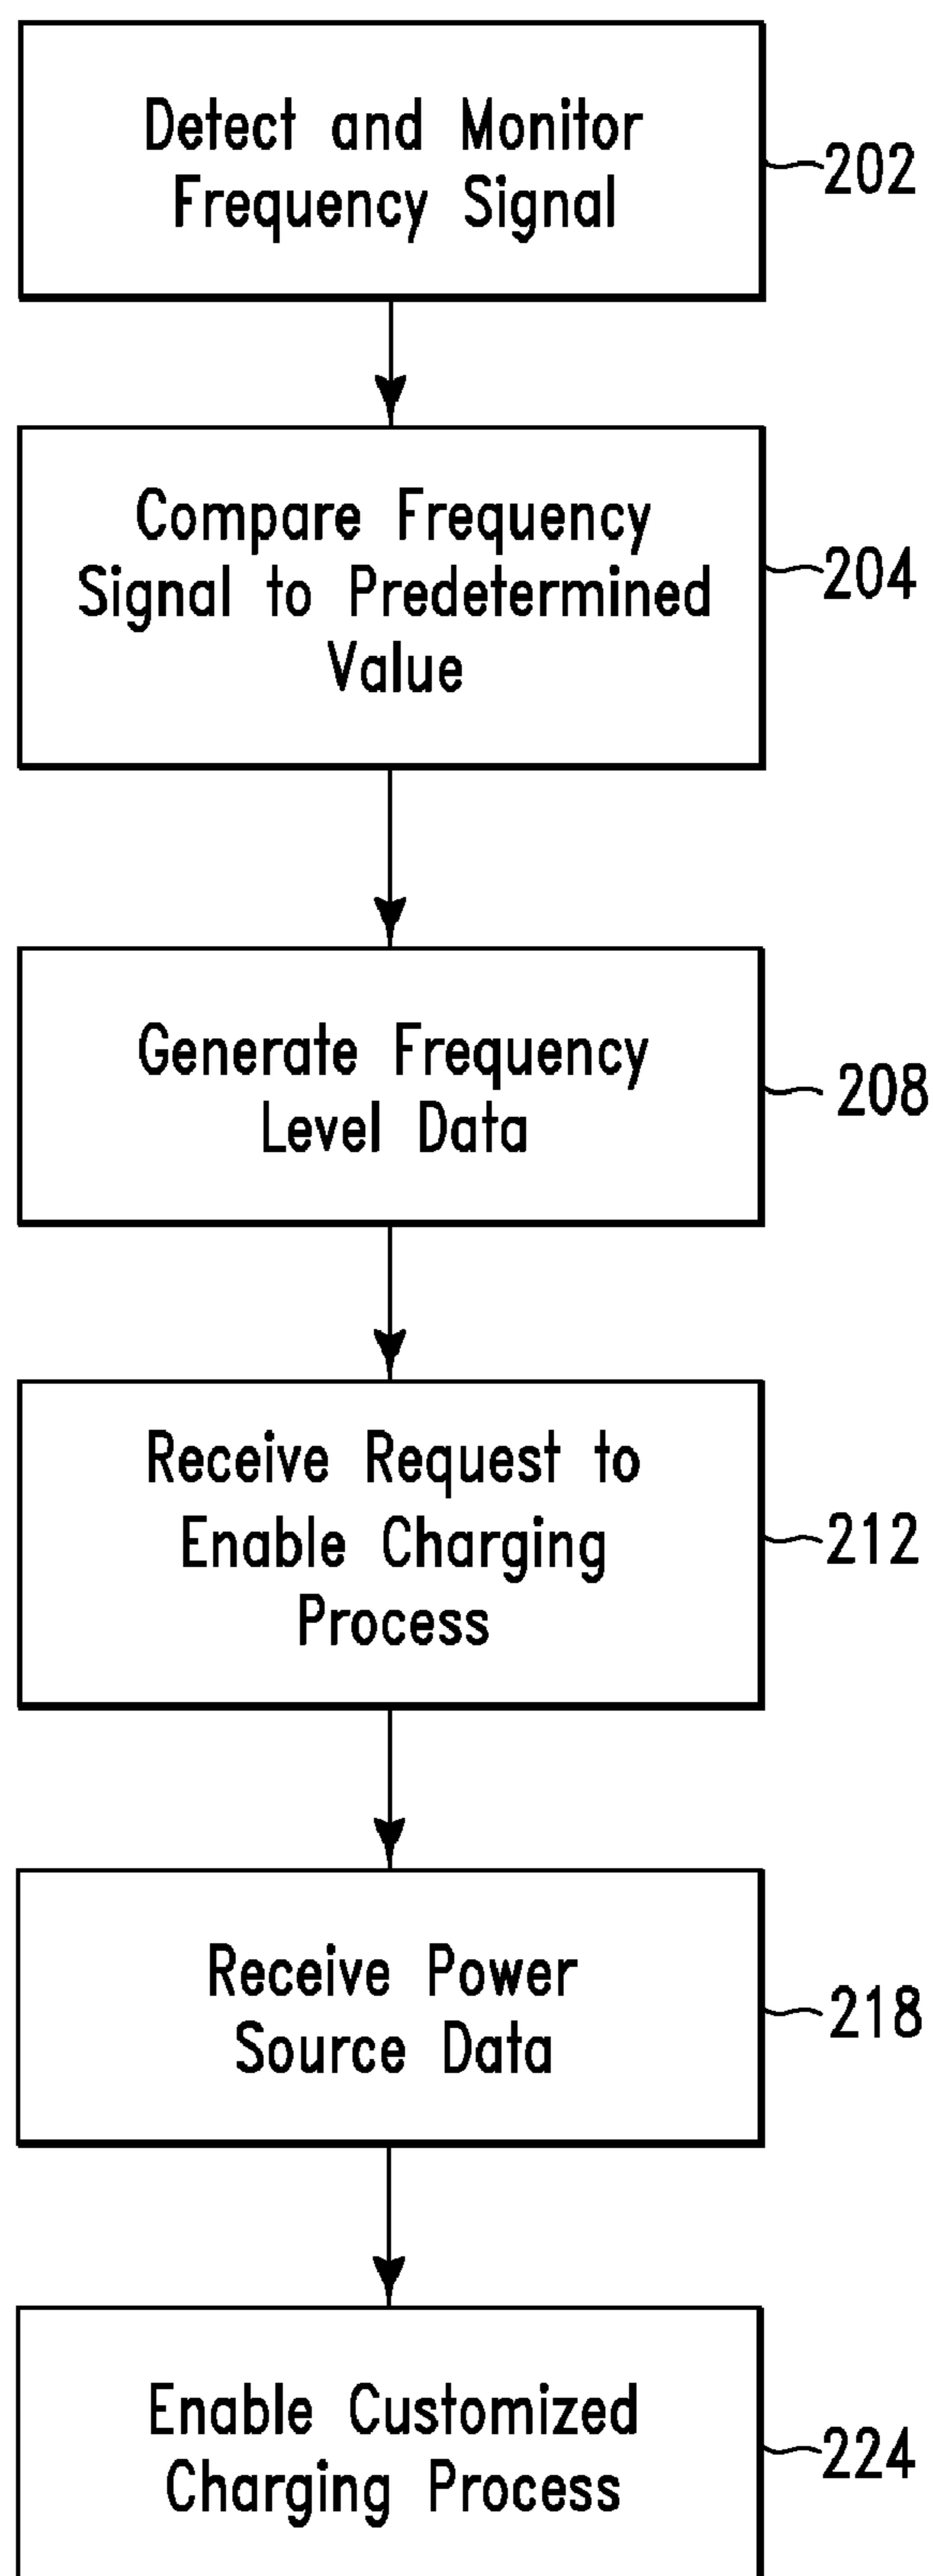 Detect and Monitor
Frequency Signal
202
Compare Frequency
Signal to Predetermined
Value
204
Generate Frequency
Level Data
208
Receive Request to
Enable Charging
Process
212
Receive Power
Source Data
218
Enable Customized
Charging Process
224